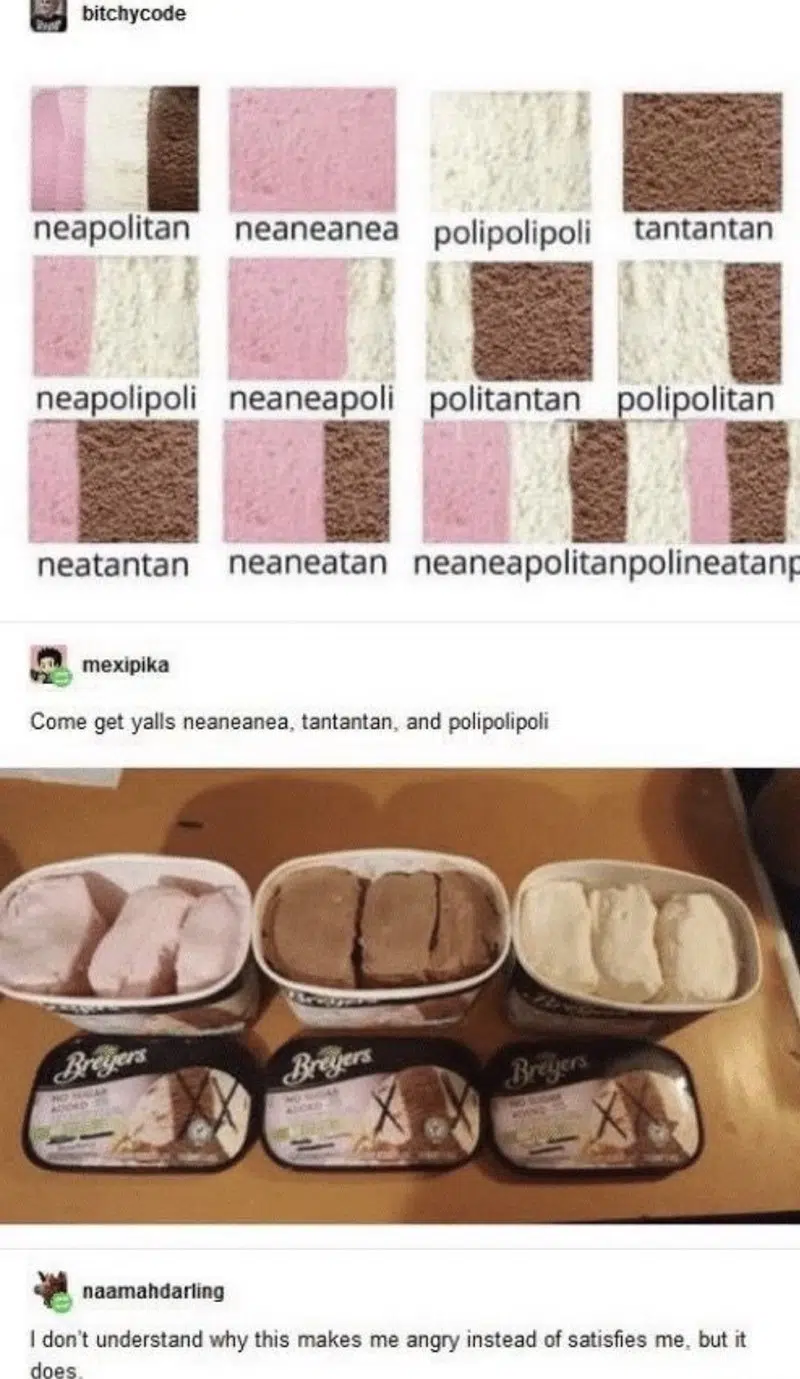 bitchycode
neapolitan neaneanea polipolipoli tantantan
neapolipoli neaneapoli politantan polipolitan
neatantan neaneatan neaneapolitanpolineatanp
mexipika
Come get yalls neaneanea, tantantan, and polipolipoli
Breyers Breyers Breyers
NO SUGAR NO SUGAR NO SUGAR
ADDED ADDED ADDED
naamahdarling
I don't understand why this makes me angry instead of satisfies me, but it
does.